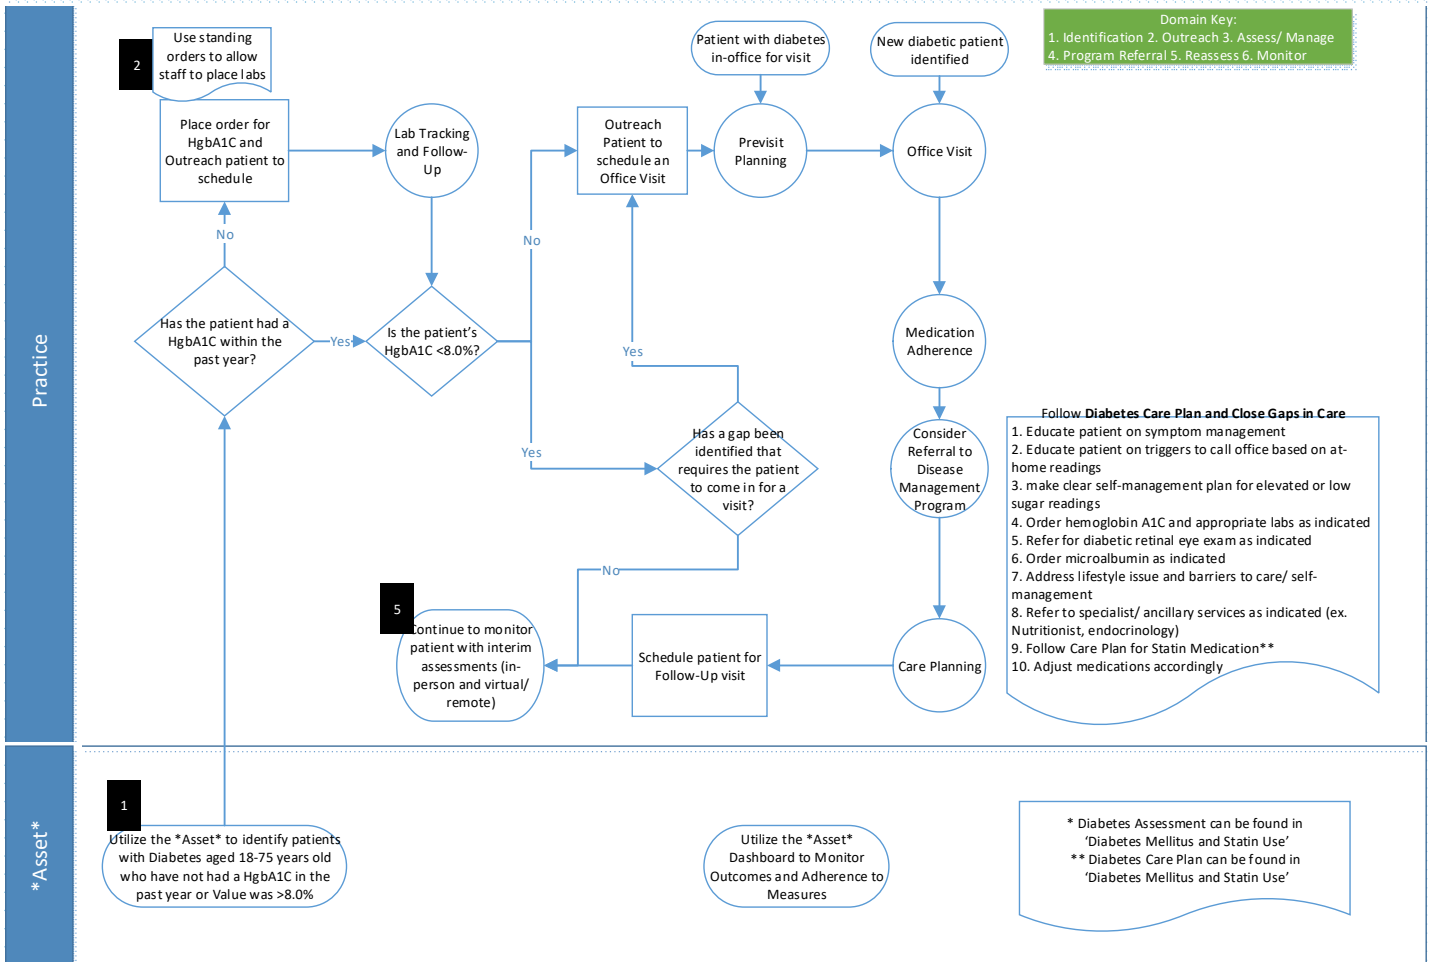 Practice
2
Use standing
orders to allow
staff to place labs
Place order for
HgbA1C and
Outreach patient to
schedule
Lab Tracking
and Follow-
Up
No
Has the patient had a
HgbA1C within the
past year?
Yes
Is the patient's
HgbA1C <8.0%?
No
Yes
Outreach
Patient to
schedule an
Office Visit
Patient with diabetes
in-office for visit
Previsit
Planning
New diabetic patient
identified
Office Visit
Domain Key:
1. Identification 2. Outreach 3. Assess/ Manage
4. Program Referral 5. Reassess 6. Monitor
Yes
Has a gap been
identified that
requires the patient
to come in for a
visit?
No
Medication
Adherence
Consider
Referral to
Disease
Management
Program
Care Planning
Schedule patient for
Follow-Up visit
5
Continue to monitor
patient with interim
assessments (in-
person and virtual/
remote)
Follow Diabetes Care Plan and Close Gaps in Care
1. Educate patient on symptom management
2. Educate patient on triggers to call office based on at-
home readings
3. make clear self-management plan for elevated or low
sugar readings
4. Order hemoglobin A1C and appropriate labs as indicated
5. Refer for diabetic retinal eye exam as indicated
6. Order microalbumin as indicated
7. Address lifestyle issue and barriers to care/ self-
management
8. Refer to specialist/ ancillary services as indicated (ex.
Nutritionist, endocrinology)
9. Follow Care Plan for Statin Medication**
10. Adjust medications accordingly
*Asset*
1
Utilize the *Asset* to identify patients
with Diabetes aged 18-75 years old
who have not had a HgbA1C in the
past year or Value was >8.0%
Utilize the *Asset*
Dashboard to Monitor
Outcomes and Adherence to
Measures
* Diabetes Assessment can be found in
'Diabetes Mellitus and Statin Use'
** Diabetes Care Plan can be found in
'Diabetes Mellitus and Statin Use'